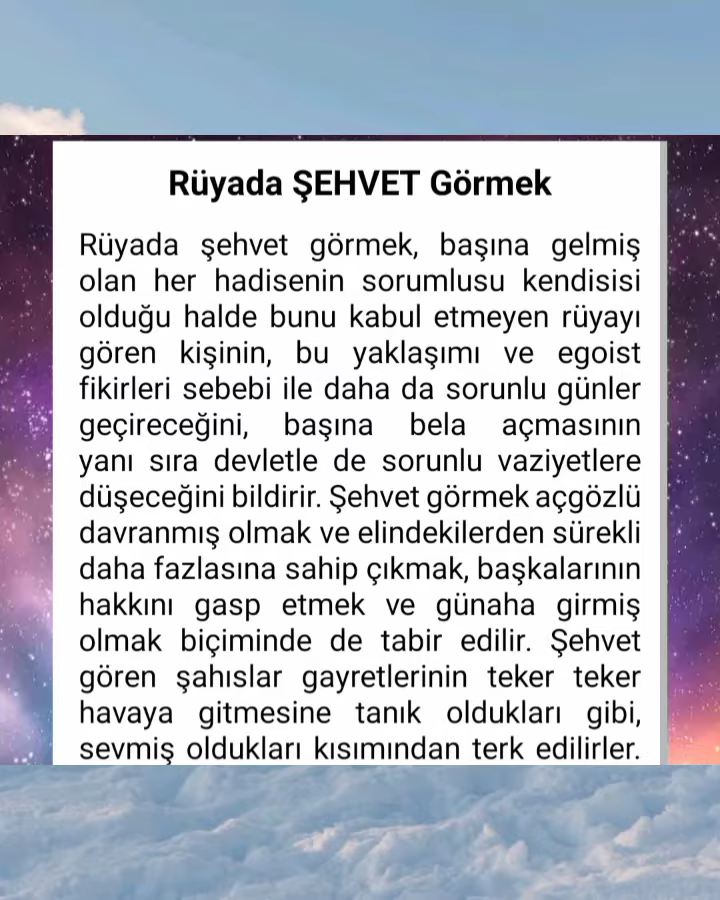 Rüyada ŞEHVET Görmek
Rüyada şehvet görmek, başına gelmiş
olan her hadisenin sorumlusu kendisisi
olduğu halde bunu kabul etmeyen rüyayı
gören kişinin, bu yaklaşımı ve egoist
fikirleri sebebi ile daha da sorunlu günler
geçireceğini, başına bela açmasının
yanı sıra devletle de sorunlu vaziyetlere
düşeceğini bildirir. Şehvet görmek açgözlü
davranmış olmak ve elindekilerden sürekli
daha fazlasına sahip çıkmak, başkalarının
hakkını gasp etmek ve günaha girmiş
olmak biçiminde de tabir edilir. Şehvet
gören şahıslar gayretlerinin teker teker
havaya gitmesine tanık oldukları gibi,
sevmiş oldukları kısımından terk edilirler.